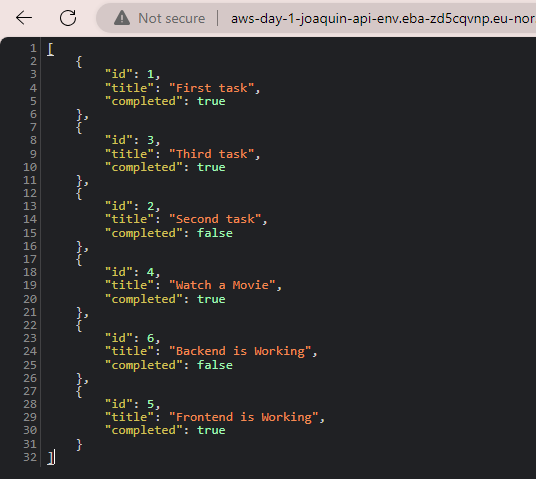 Not secure | aws-day-1-joaquin-api-env.eba-zd5cqvnp.eu-nor
1 [
2 {
3 "id": 1,
4 "title": "First task",
5 "completed": true
6 },
7 {
8 "id": 3,
9 "title": "Third task",
10 "completed": true
11 },
12 {
13 "id": 2,
14 "title": "Second task",
15 "completed": false
16 },
17 {
18 "id": 4,
19 "title": "Watch a Movie",
20 "completed": true
21 },
22 {
23 "id": 6,
24 "title": "Backend is Working",
25 "completed": false
26 },
27 {
28 "id": 5,
29 "title": "Frontend is Working",
30 "completed": true
31 }
32 ]